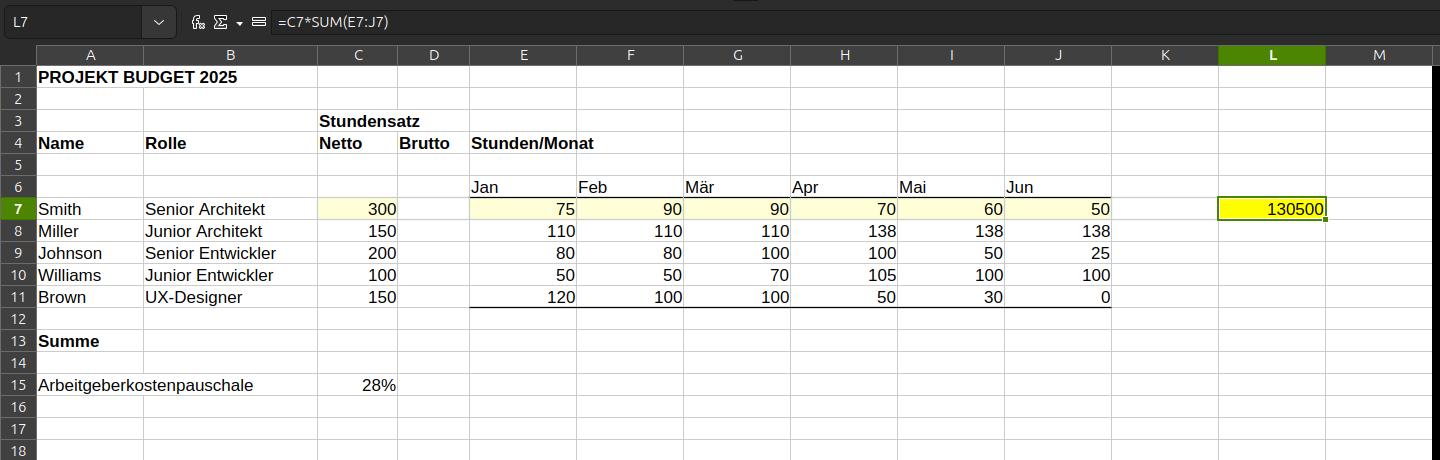 L7 =C7*SUM(E7:J7)
A B C D E F G H I J K L M
1 PROJEKT BUDGET 2025
2
3 Stundensatz
4 Name Rolle Netto Brutto Stunden/Monat
5
6 Jan Feb Mär Apr Mai Jun
7 Smith Senior Architekt 300 75 90 90 70 60 50 130500
8 Miller Junior Architekt 150 110 110 110 138 138 138
9 Johnson Senior Entwickler 200 80 80 100 100 50 25
10 Williams Junior Entwickler 100 50 50 70 105 100 100
11 Brown UX-Designer 150 120 100 100 50 30 0
12
13 Summe
14
15 Arbeitgeberkostenpauschale 28%
16
17
18